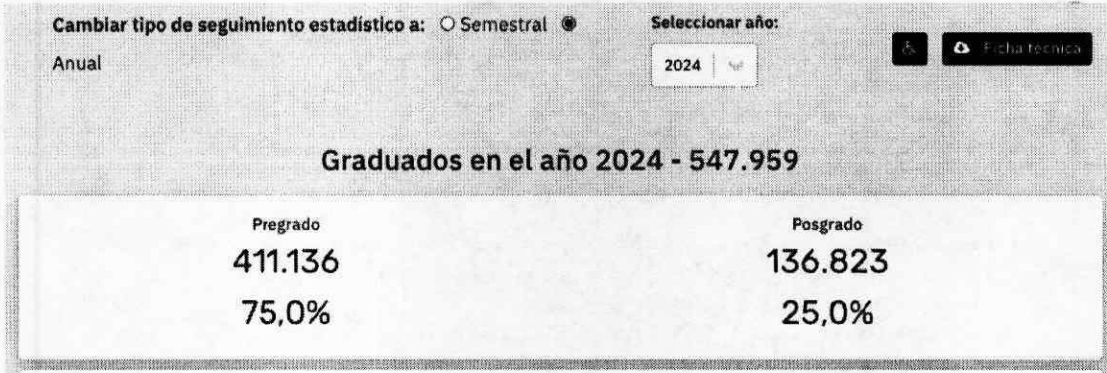 Cambiar tipo de seguimiento estadístico a: Semestral
Anual
Seleccionar año:
2024
Ficha técnica
Graduados en el año 2024 - 547.959
Pregrado
411.136
75,0%
Posgrado
136.823
25,0%